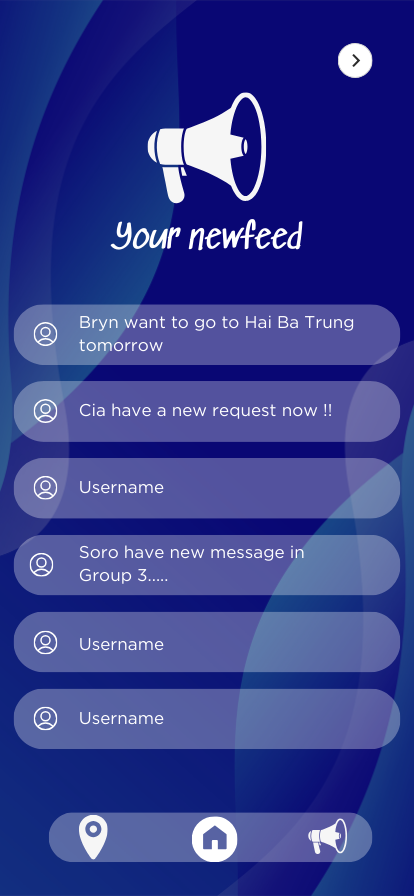 Your newfeed
Bryn want to go to Hai Ba Trung
tomorrow
Cia have a new request now !!
Username
Soro have new message in
Group 3.....
Username
Username